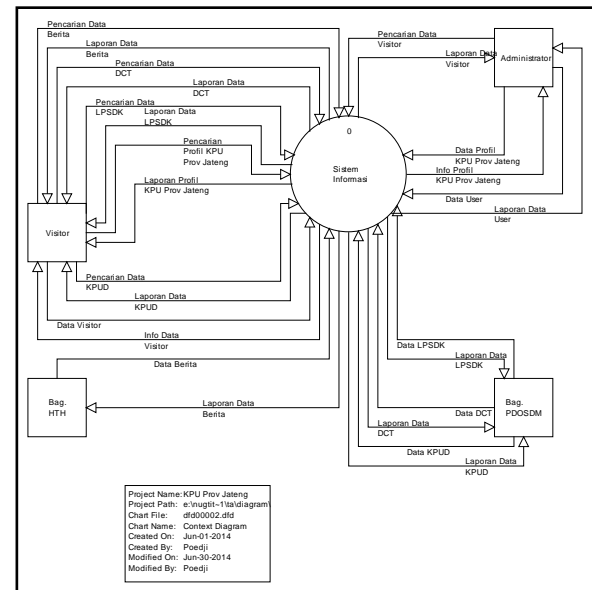 Pencarian Data
Berita
Laporan Data
Berita
Pencarian Data
DCT
Laporan Data
DCT
Pencarian Data
LPSDK
Laporan Data
LPSDK
Pencarian
Profil KPU
Prov Jateng
Laporan Profil
KPU Prov Jateng
Visitor
Pencarian Data
KPUD
Laporan Data
KPUD
Data Visitor
Info Data
Visitor
Data Berita
Bag.
HTH
Laporan Data
Berita
0
Sistem
Informasi
Pencarian Data
Visitor
Laporan Data
Visitor
Administrator
Data Profil
KPU Prov Jateng
Info Profil
KPU Prov Jateng
Data User
Laporan Data
User
Data LPSDK
Laporan Data
LPSDK
Bag.
PDOSDM
Data DCT
Laporan Data
DCT
Data KPUD
Laporan Data
KPUD
Project Name: KPU Prov Jateng
Project Path: e:\nugtit~1\ta\diagram\
Chart File: dfd00002.dfd
Chart Name: Context Diagram
Created On: Jun-01-2014
Created By: Poedji
Modified On: Jun-30-2014
Modified By: Poedji